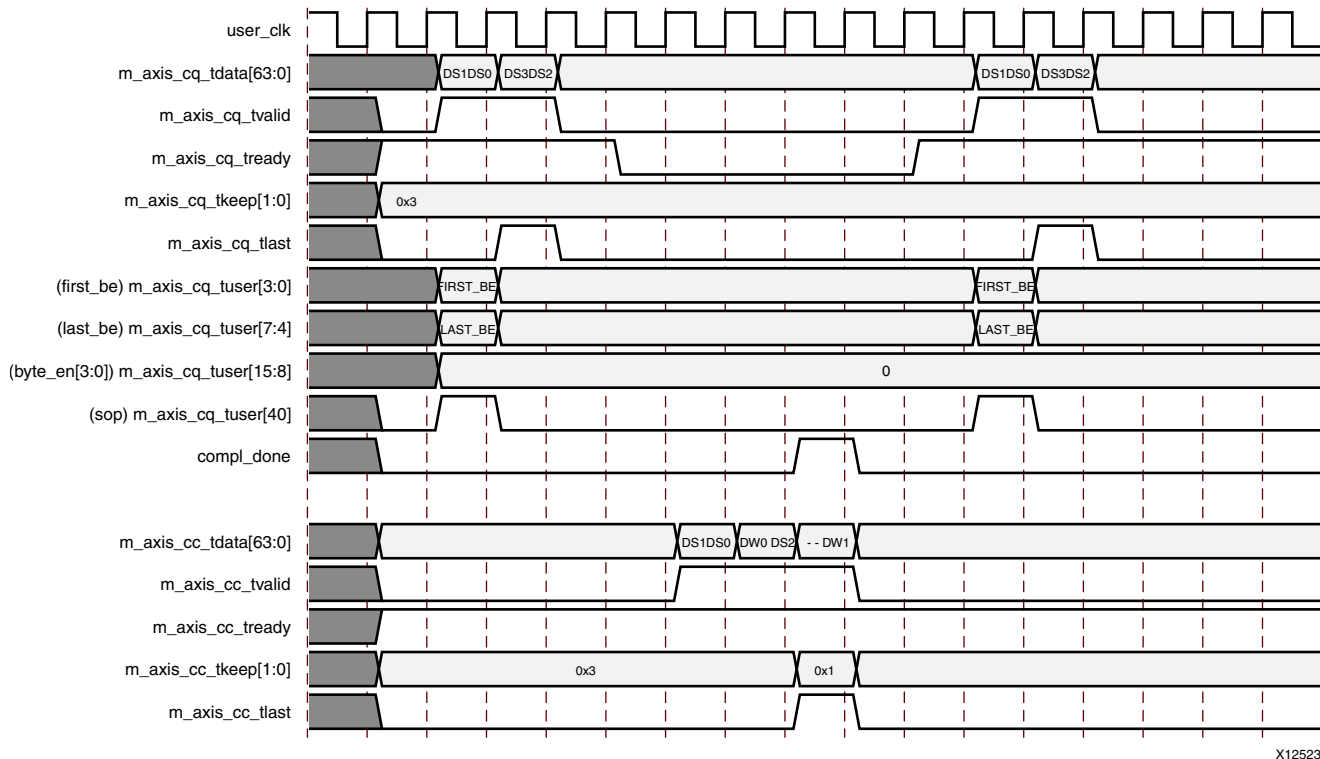 user_clk
m_axis_cq_tdata[63:0] DS1DS0 DS3DS2 DS1DS0 DS3DS2
m_axis_cq_tvalid
m_axis_cq_tready
m_axis_cq_tkeep[1:0] 0x3
m_axis_cq_tlast
(first_be) m_axis_cq_tuser[3:0] FIRST_BE FIRST_BE
(last_be) m_axis_cq_tuser[7:4] LAST_BE LAST_BE
(byte_en[3:0]) m_axis_cq_tuser[15:8] 0
(sop) m_axis_cq_tuser[40]
compl_done
m_axis_cc_tdata[63:0] DS1DS0 DW0 DS2 - - DW1
m_axis_cc_tvalid
m_axis_cc_tready
m_axis_cc_tkeep[1:0] 0x3 0x1
m_axis_cc_tlast
X12523